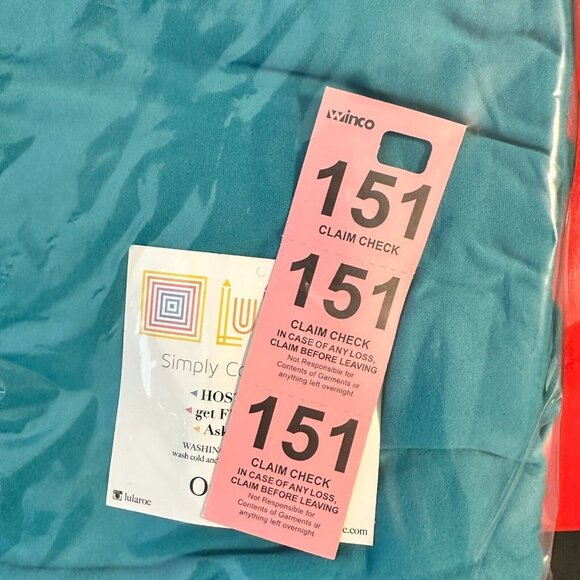 winco
151
CLAIM CHECK
151
CLAIM CHECK
IN CASE OF ANY LOSS,
CLAIM BEFORE LEAVING
Not Responsible for
Contents of Garments or
anything left overnight
151
CLAIM CHECK
IN CASE OF ANY LOSS,
CLAIM BEFORE LEAVING
Not Responsible for
Contents of Garments or
anything left overnight
Lu
Simply Co
HOS
get F
Ask
WASHIN
wash cold and
O
lularoe
e.com